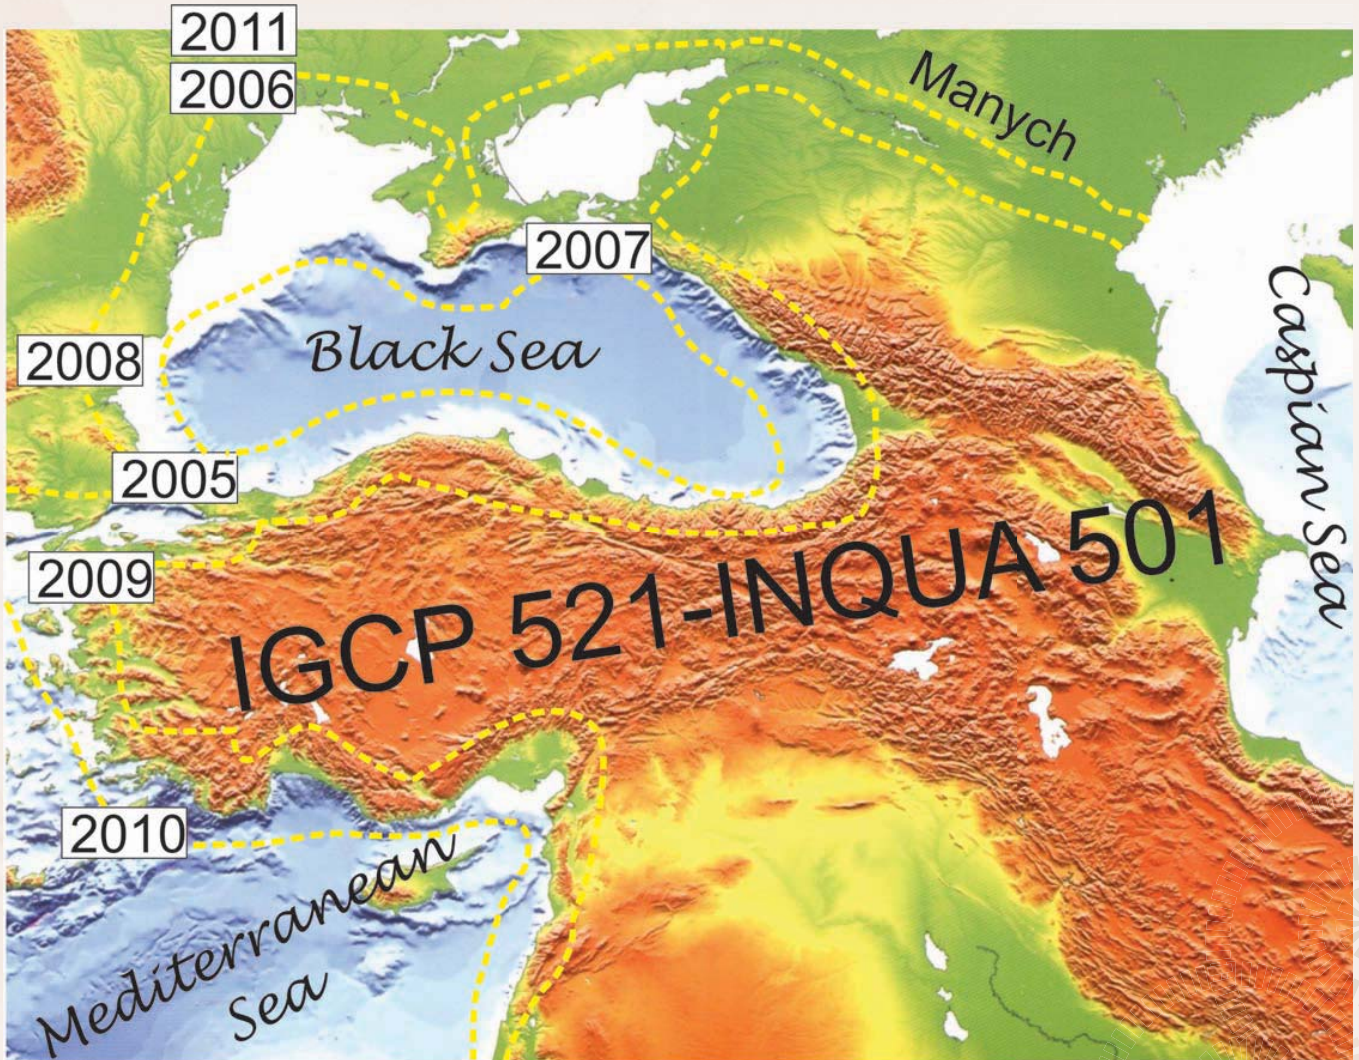 2011
2006
Manych
2007
Caspian Sea
Black Sea
2008
2005
2009
IGCP 521-INQUA 501
2010
Mediterranean
Sea